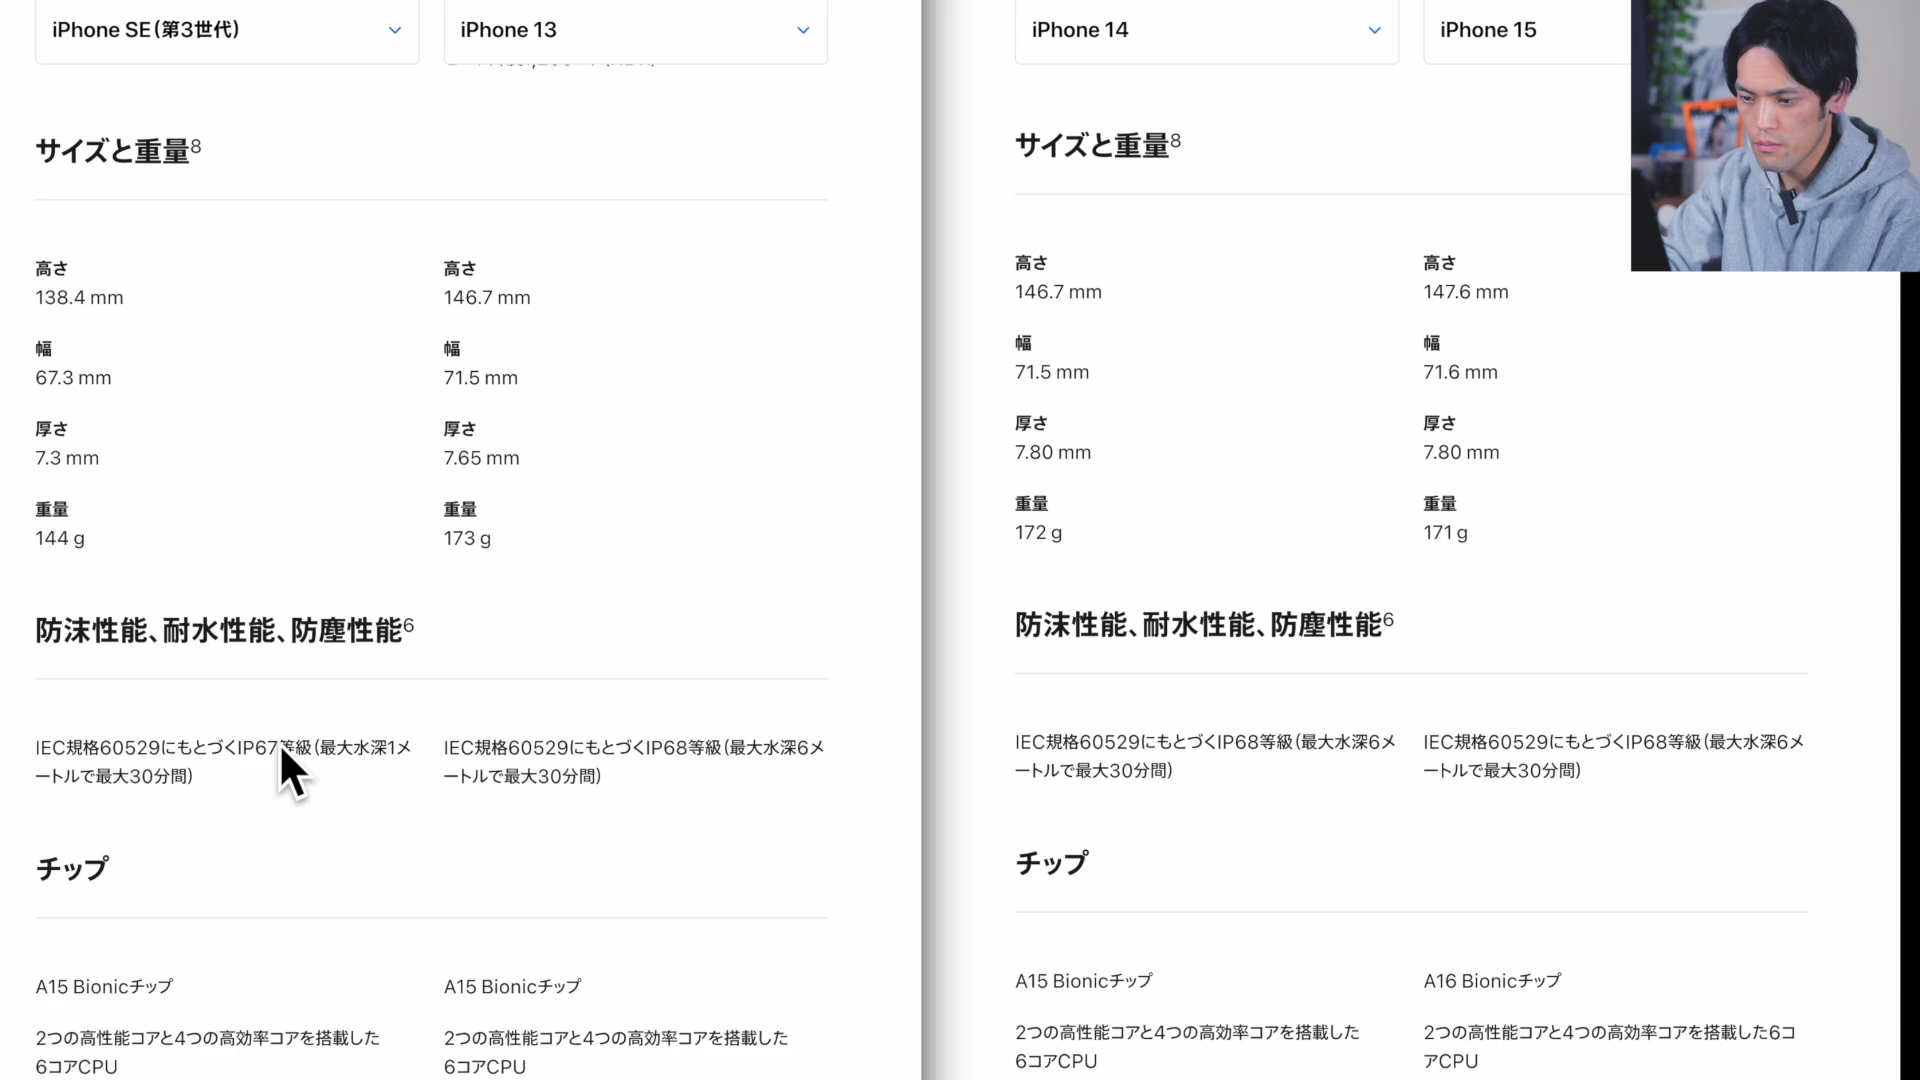 iPhone SE（第3世代）
iPhone 13
サイズと重量8
高さ
138.4 mm
高さ
146.7 mm
幅
67.3 mm
幅
71.5 mm
厚さ
7.3 mm
厚さ
7.65 mm
重量
144 g
重量
173 g
防沫性能、耐水性能、防塵性能6
IEC規格60529にもとづくIP67等級（最大水深1メ
ートルで最大30分間）
IEC規格60529にもとづくIP68等級（最大水深6メ
ートルで最大30分間）
チップ
A15 Bionicチップ
A15 Bionicチップ
2つの高性能コアと4つの高効率コアを搭載した
6コアCPU
2つの高性能コアと4つの高効率コアを搭載した
6コアCPU
iPhone 14
iPhone 15
サイズと重量8
高さ
146.7 mm
高さ
147.6 mm
幅
71.5 mm
幅
71.6 mm
厚さ
7.80 mm
厚さ
7.80 mm
重量
172 g
重量
171 g
防沫性能、耐水性能、防塵性能6
IEC規格60529にもとづくIP68等級（最大水深6メ
ートルで最大30分間）
IEC規格60529にもとづくIP68等級（最大水深6メ
ートルで最大30分間）
チップ
A15 Bionicチップ
A16 Bionicチップ
2つの高性能コアと4つの高効率コアを搭載した
6コアCPU
2つの高性能コアと4つの高効率コアを搭載した6コ
アCPU